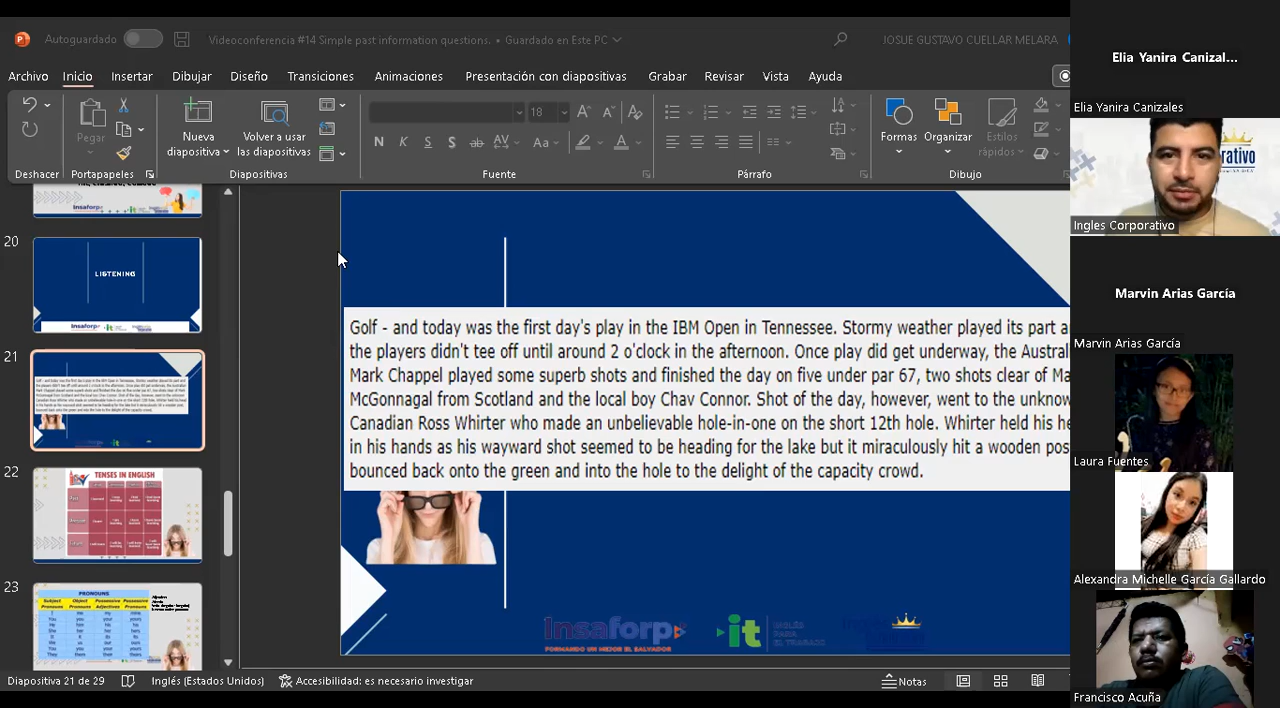 Autoguardado
Videoconferencia #14 Simple past information questions. • Guardado en Este PC
JOSUE GUSTAVO CUELLAR MELARA
Archivo Inicio Insertar Dibujar Diseño Transiciones Animaciones Presentación con diapositivas Grabar Revisar Vista Ayuda
Pegar
Nueva diapositiva
Volver a usar las diapositivas
18
N K S S ab AV Aa A
Formas
Organizar
Estilos rápidos
Deshacer Portapapeles Diapositivas Fuente Párrafo Dibujo
20
LISTENING
21
22
TENSES IN ENGLISH
23
PRONOUNS
Golf - and today was the first day's play in the IBM Open in Tennessee. Stormy weather played its part a
the players didn't tee off until around 2 o'clock in the afternoon. Once play did get underway, the Austral
Mark Chappel played some superb shots and finished the day on five under par 67, two shots clear of Ma
McGonnagal from Scotland and the local boy Chav Connor. Shot of the day, however, went to the unknow
Canadian Ross Whirter who made an unbelievable hole-in-one on the short 12th hole. Whirter held his he
in his hands as his wayward shot seemed to be heading for the lake but it miraculously hit a wooden pos
bounced back onto the green and into the hole to the delight of the capacity crowd.
Insaforp
FORMANDO UN MEJOR EL SALVADOR
it
INGLÉS
PARA
EL TRABAJO
Diapositiva 21 de 29
Inglés (Estados Unidos)
Accesibilidad: es necesario investigar
Notas
Elia Yanira Canizal...
Elia Yanira Canizales
Ingles Corporativo
Marvin Arias García
Marvin Arias García
Laura Fuentes
Alexandra Michelle García Gallardo
Francisco Acuña